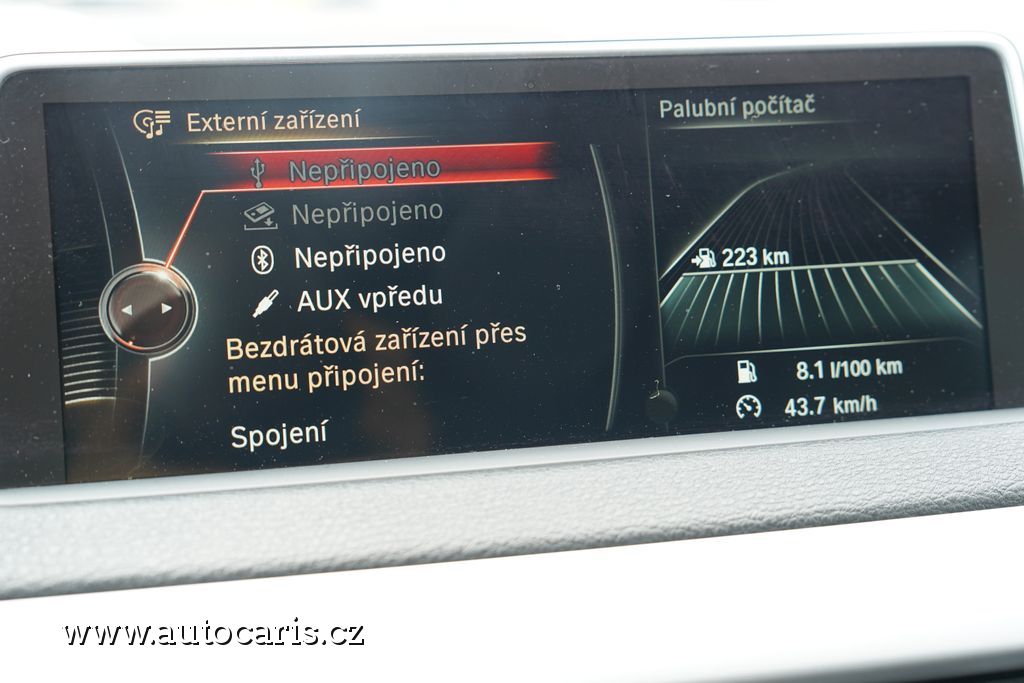 Externí zařízení
Nepřipojeno
Nepřipojeno
Nepřipojeno
AUX vpředu
Bezdrátová zařízení přes
menu připojení:
Spojení
Palubní počítač
223 km
8.1 l/100 km
43.7 km/h
www.autocaris.cz